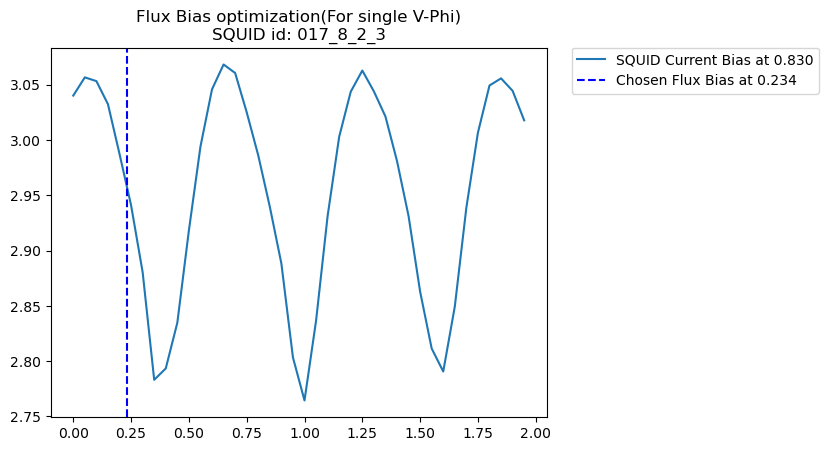 Flux Bias optimization(For single V-Phi)
SQUID id: 017_8_2_3
SQUID Current Bias at 0.830
Chosen Flux Bias at 0.234
3.05
3.00
2.95
2.90
2.85
2.80
2.75
0.00 0.25 0.50 0.75 1.00 1.25 1.50 1.75 2.00